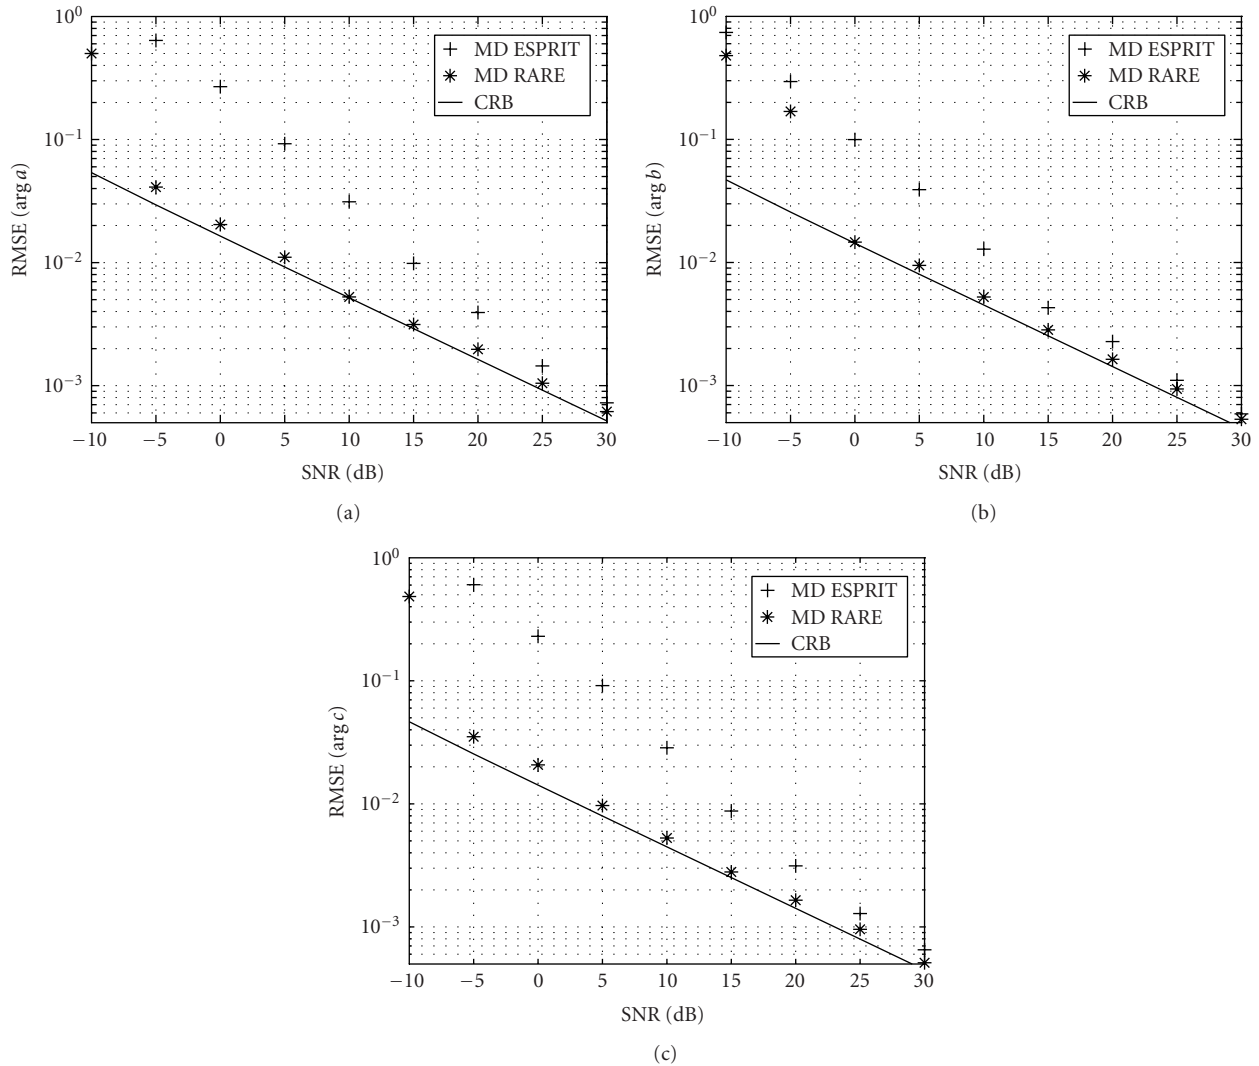 10^0
10^−1
10^−2
10^−3
RMSE (arg a)
MD ESPRIT
MD RARE
CRB
−10 −5 0 5 10 15 20 25 30
SNR (dB)
(a)
10^0
10^−1
10^−2
10^−3
RMSE (arg b)
MD ESPRIT
MD RARE
CRB
−10 −5 0 5 10 15 20 25 30
SNR (dB)
(b)
10^0
10^−1
10^−2
10^−3
RMSE (arg c)
MD ESPRIT
MD RARE
CRB
−10 −5 0 5 10 15 20 25 30
SNR (dB)
(c)